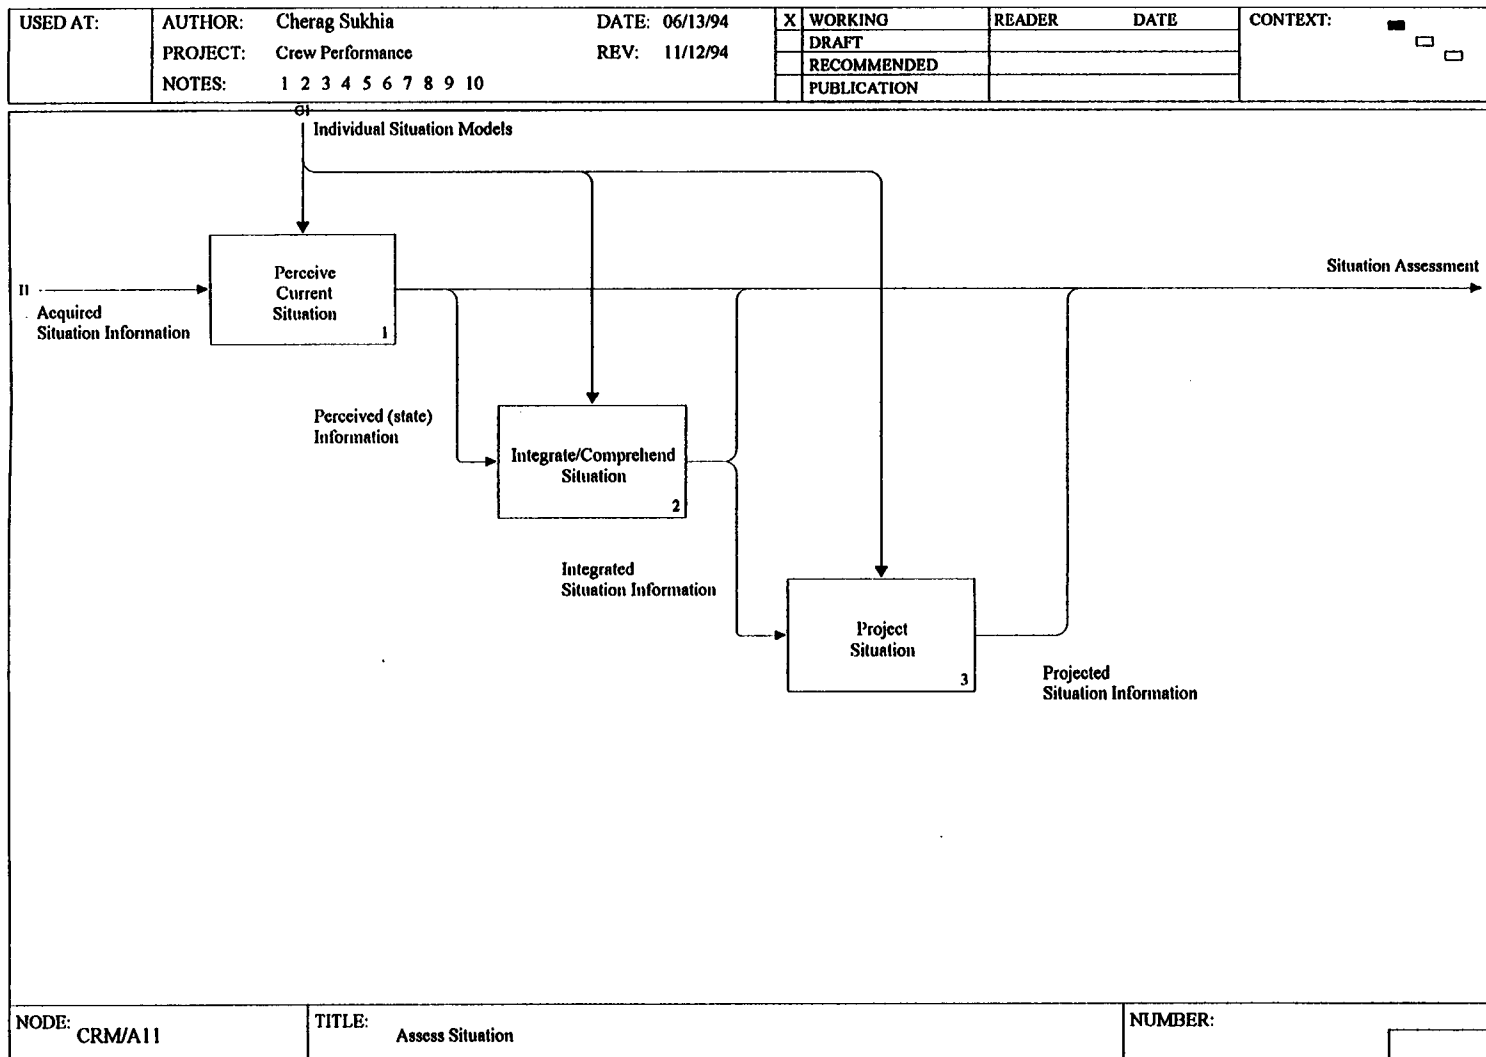 USED AT:
AUTHOR: Cherag Sukhia
DATE: 06/13/94
PROJECT: Crew Performance
REV: 11/12/94
NOTES: 1 2 3 4 5 6 7 8 9 10
X WORKING
DRAFT
RECOMMENDED
PUBLICATION
READER DATE
CONTEXT:
C1
Individual Situation Models
Perceive
Current
Situation
1
I1
Acquired
Situation Information
Situation Assessment
Perceived (state)
Information
Integrate/Comprehend
Situation
2
Integrated
Situation Information
Project
Situation
3
Projected
Situation Information
NODE: CRM/A11
TITLE: Assess Situation
NUMBER: